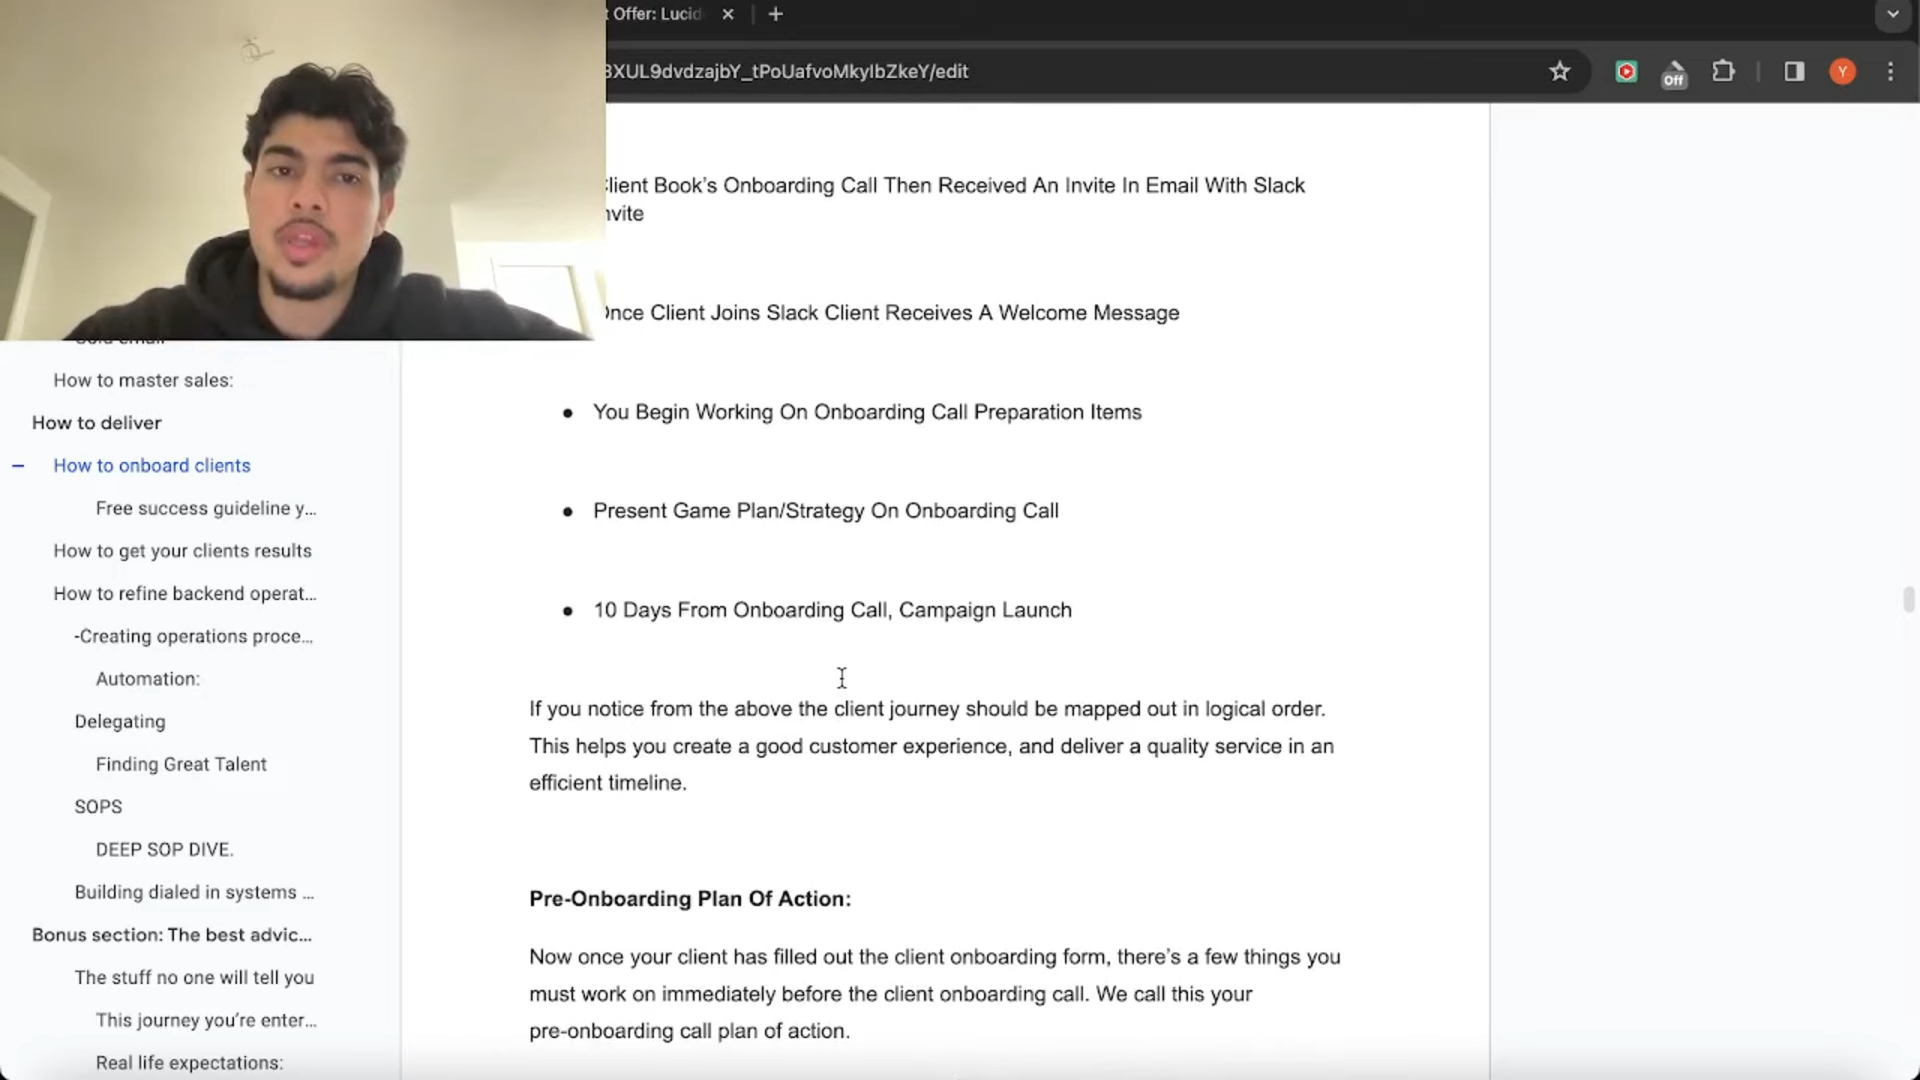 t Offer: Lucid
3XUL9dvdzajbY_tPoUafvoMkyIbZkeY/edit
Off
Y
Client Book's Onboarding Call Then Received An Invite In Email With Slack
Invite
Once Client Joins Slack Client Receives A Welcome Message
● You Begin Working On Onboarding Call Preparation Items
● Present Game Plan/Strategy On Onboarding Call
● 10 Days From Onboarding Call, Campaign Launch
If you notice from the above the client journey should be mapped out in logical order.
This helps you create a good customer experience, and deliver a quality service in an
efficient timeline.
Pre-Onboarding Plan Of Action:
Now once your client has filled out the client onboarding form, there's a few things you
must work on immediately before the client onboarding call. We call this your
pre-onboarding call plan of action.
Cold email
How to master sales:
How to deliver
How to onboard clients
Free success guideline y...
How to get your clients results
How to refine backend operat...
-Creating operations proce...
Automation:
Delegating
Finding Great Talent
SOPS
DEEP SOP DIVE.
Building dialed in systems ...
Bonus section: The best advic...
The stuff no one will tell you
This journey you're enter...
Real life expectations: